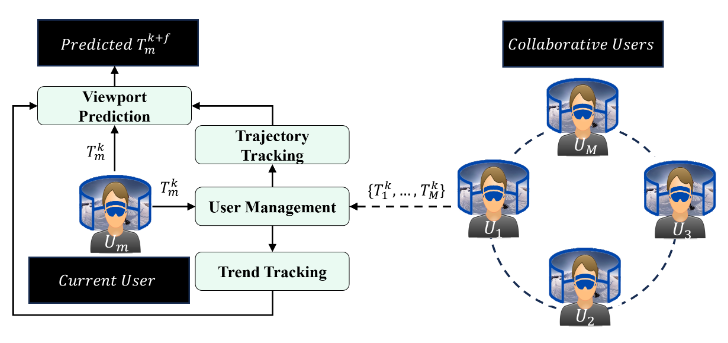 Predicted $T_m^{k+f}$
Collaborative Users
Viewport
Prediction
Trajectory
Tracking
$T_m^k$
$T_m^k$
User Management
$\{T_1^k, \ldots, T_M^k\}$
$U_M$
$U_1$
$U_3$
$U_m$
Current User
Trend Tracking
$U_2$